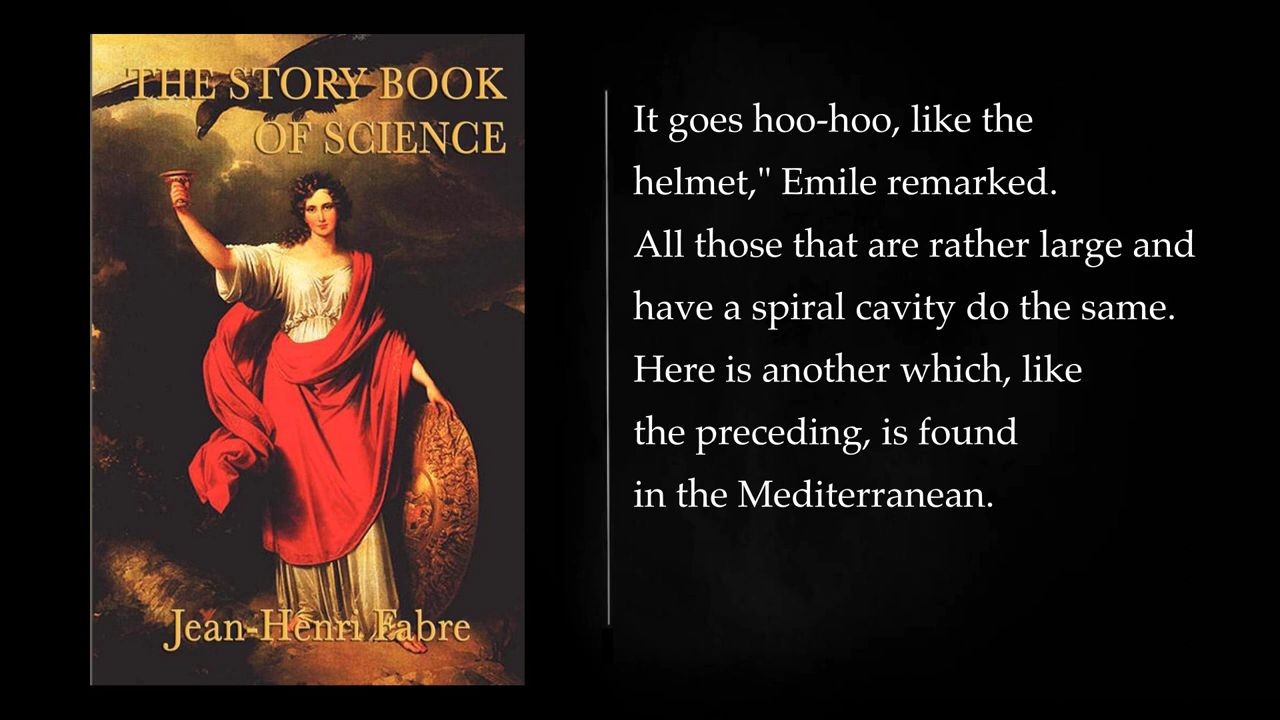 THE STORY BOOK
OF SCIENCE
Jean-Henri Fabre
It goes hoo-hoo, like the
helmet," Emile remarked.
All those that are rather large and
have a spiral cavity do the same.
Here is another which, like
the preceding, is found
in the Mediterranean.